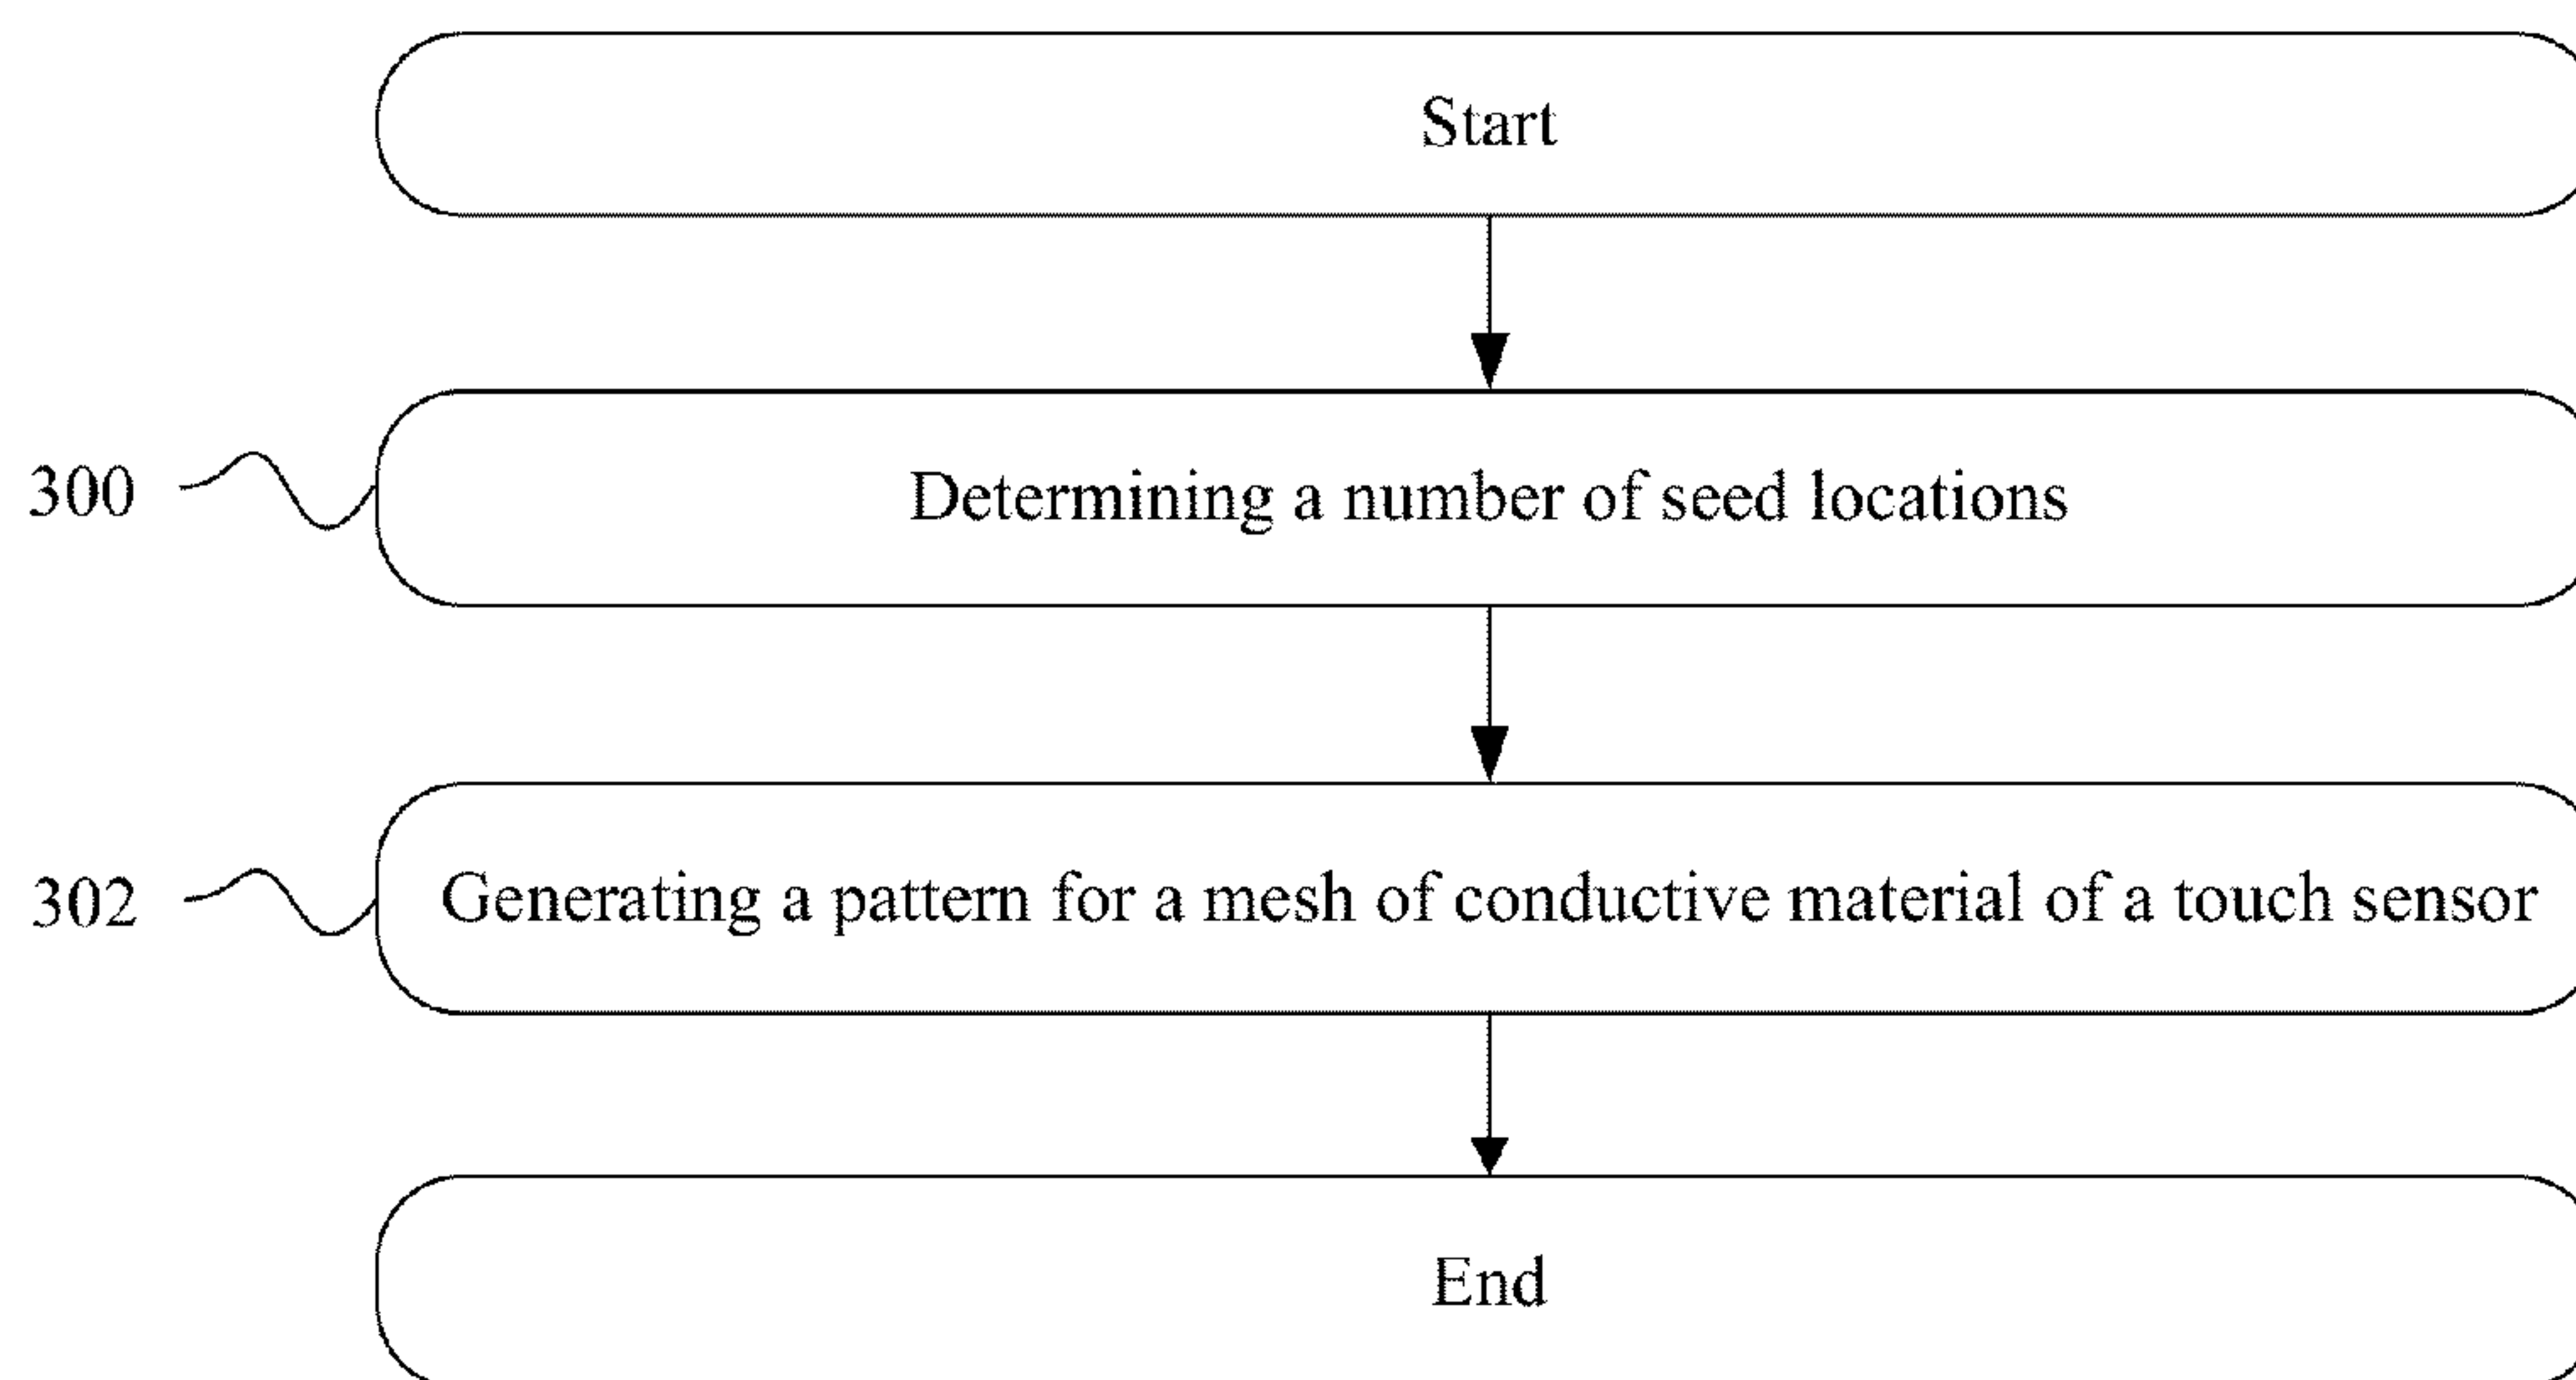 Start
300
Determining a number of seed locations
302
Generating a pattern for a mesh of conductive material of a touch sensor
End